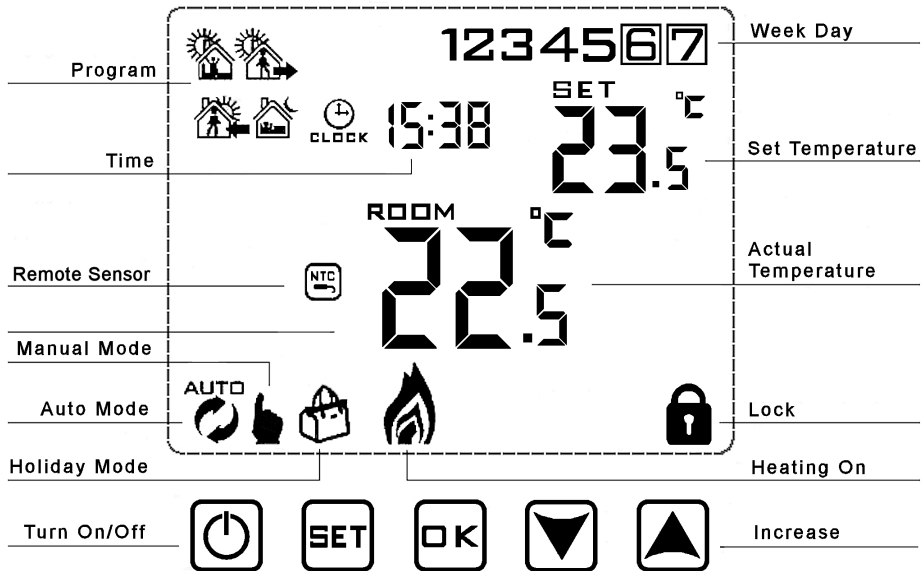 1234567
Week Day
Program
SET
°C
CLOCK
15:38
Time
23.5
Set Temperature
ROOM
°C
22.5
Actual
Temperature
Remote Sensor
NTC
Manual Mode
AUTO
Auto Mode
Lock
Holiday Mode
Heating On
Turn On/Off
SET
OK
Increase